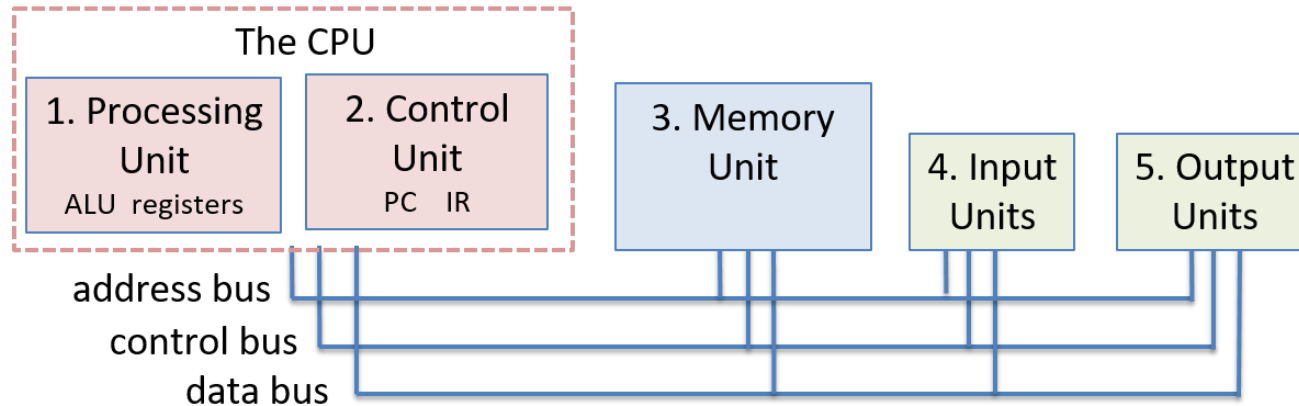 The CPU
1. Processing
Unit
ALU registers
2. Control
Unit
PC IR
3. Memory
Unit
4. Input
Units
5. Output
Units
address bus
control bus
data bus